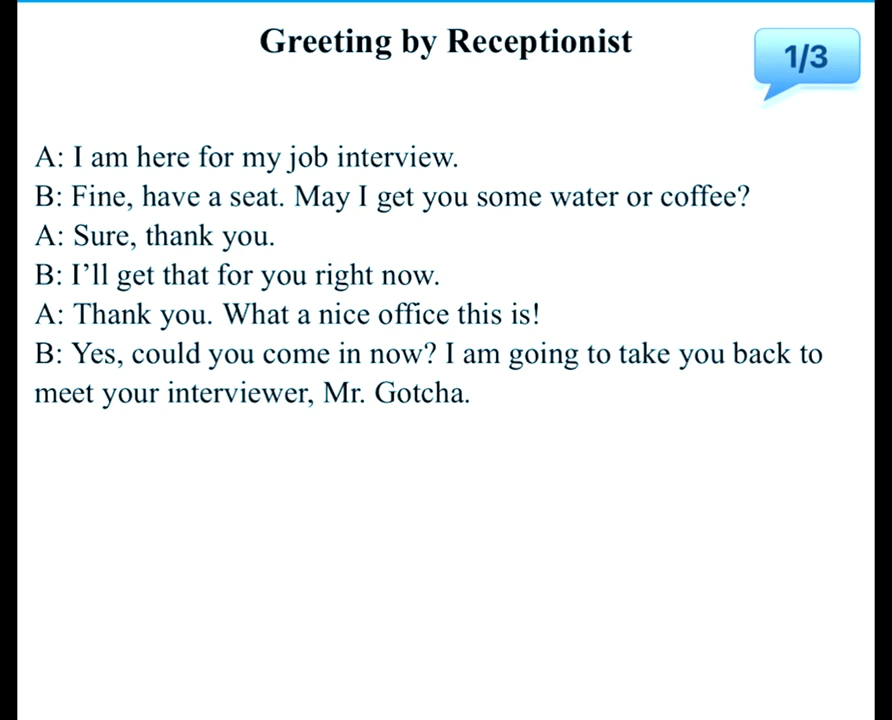 Greeting by Receptionist
1/3
A: I am here for my job interview.
B: Fine, have a seat. May I get you some water or coffee?
A: Sure, thank you.
B: I’ll get that for you right now.
A: Thank you. What a nice office this is!
B: Yes, could you come in now? I am going to take you back to
meet your interviewer, Mr. Gotcha.